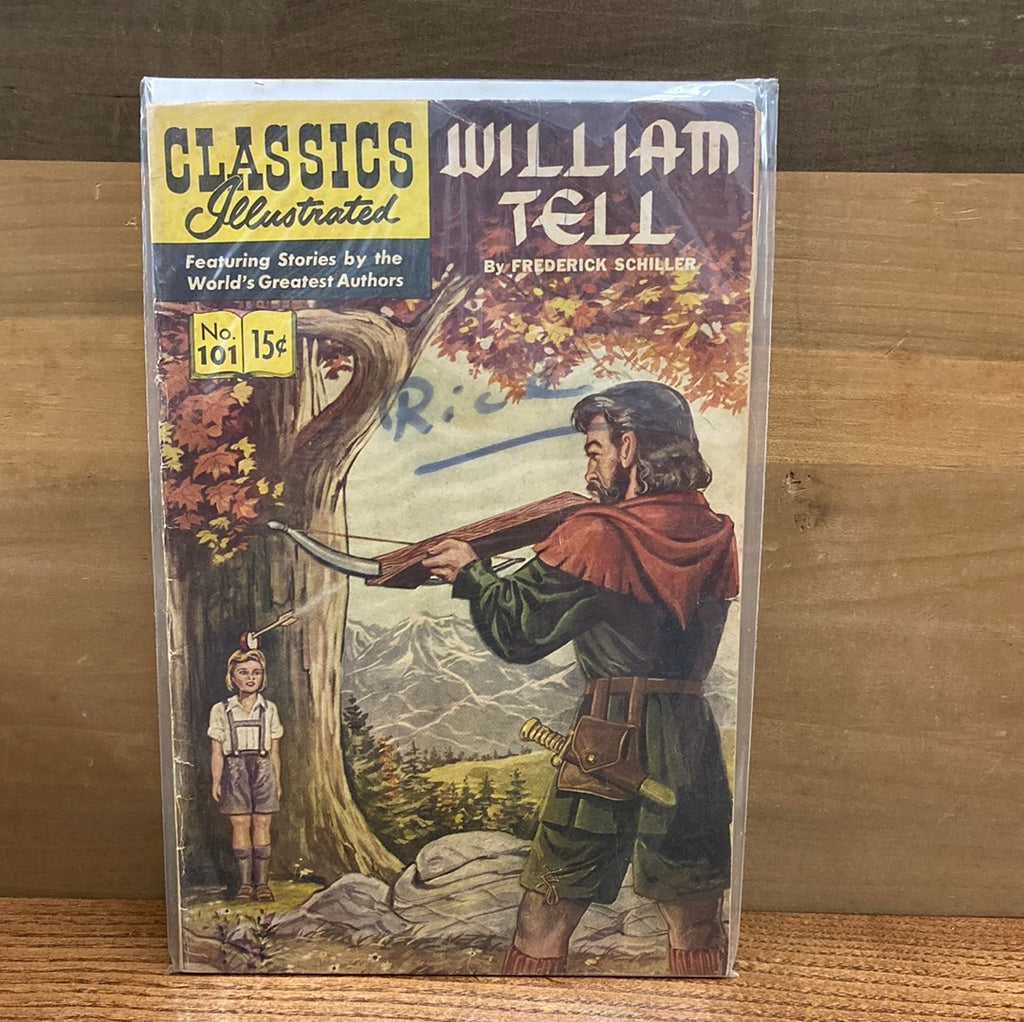 CLASSICS
Illustrated
Featuring Stories by the
World's Greatest Authors
No.
101
15¢
WILLIAM
TELL
By FREDERICK SCHILLER